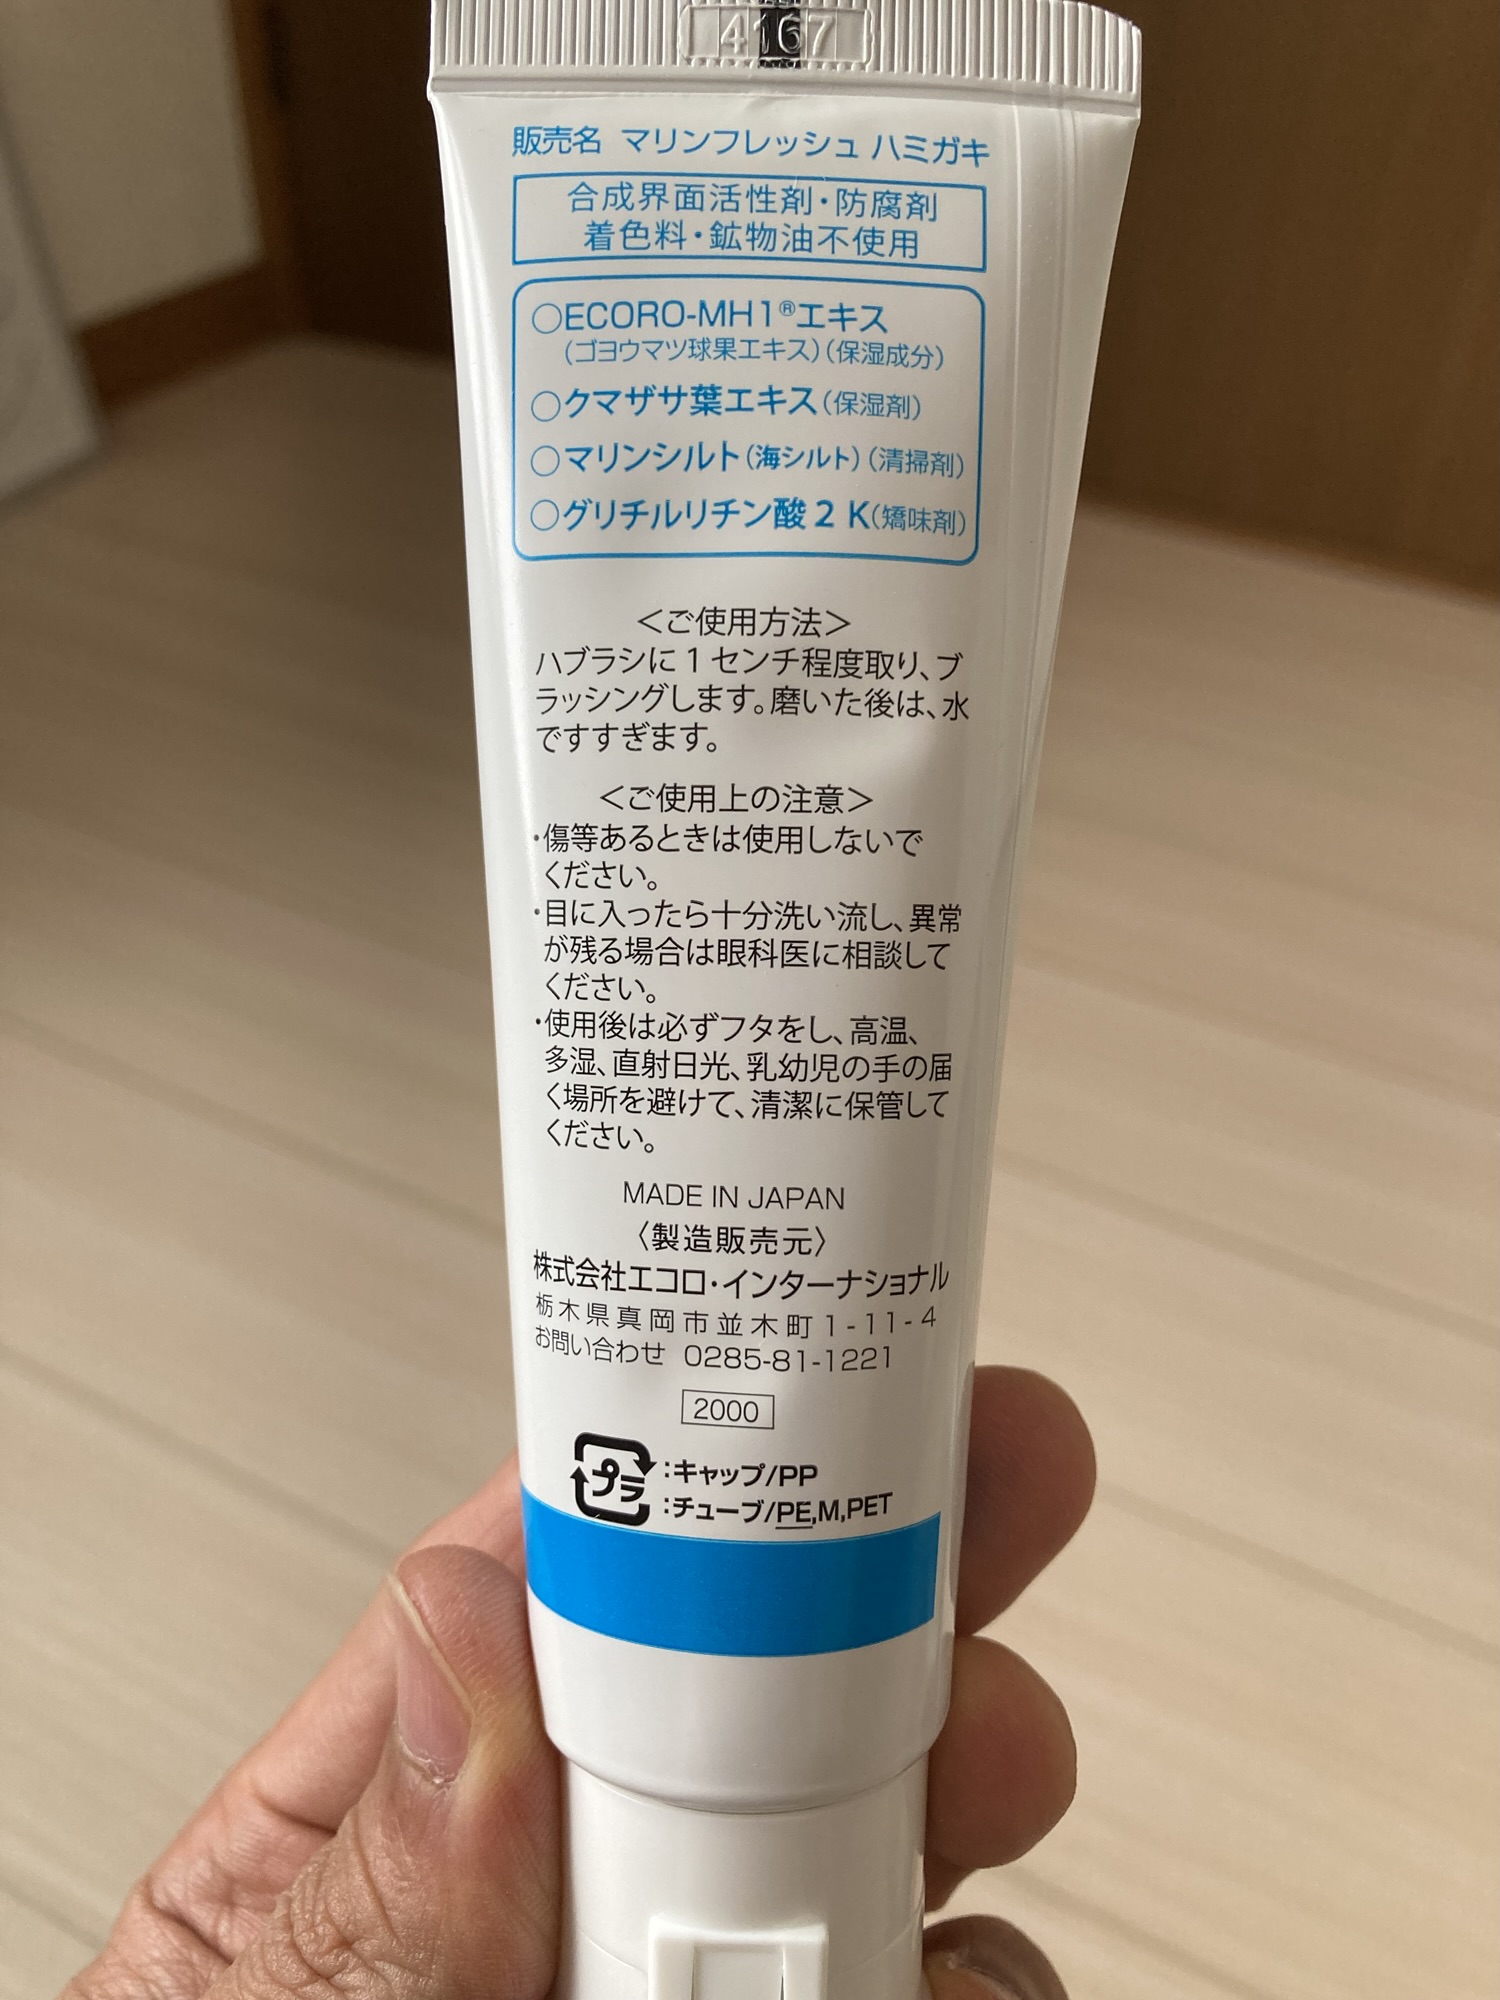 4167
販売名 マリンフレッシュ ハミガキ
合成界面活性剤・防腐剤
着色料・鉱物油不使用
○ECORO-MH1®エキス
(ゴヨウマツ球果エキス)(保湿成分)
○クマザサ葉エキス(保湿剤)
○マリンシルト(海シルト)(清掃剤)
○グリチルリチン酸2K(矯味剤)
<ご使用方法>
ハブラシに1センチ程度取り、ブ
ラッシングします。磨いた後は、水
ですすぎます。
<ご使用上の注意>
・傷等あるときは使用しないで
ください。
・目に入ったら十分洗い流し、異常
が残る場合は眼科医に相談して
ください。
・使用後は必ずフタをし、高温、
多湿、直射日光、乳幼児の手の届
く場所を避けて、清潔に保管して
ください。
MADE IN JAPAN
〈製造販売元〉
株式会社エコロ・インターナショナル
栃木県真岡市並木町1-11-4
お問い合わせ 0285-81-1221
2000
プラ :キャップ/PP
:チューブ/PE,M,PET